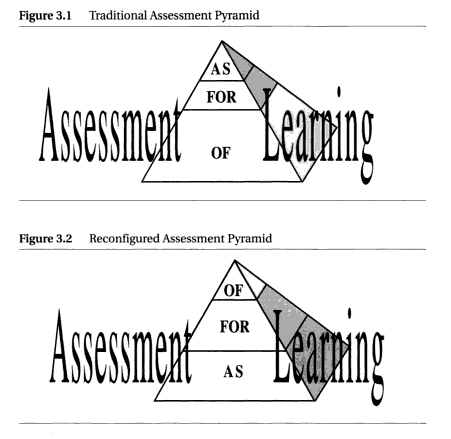 Figure 3.1 Traditional Assessment Pyramid
AS
FOR
Assessment Learning
OF
Figure 3.2 Reconfigured Assessment Pyramid
OF
FOR
Assessment Learning
AS